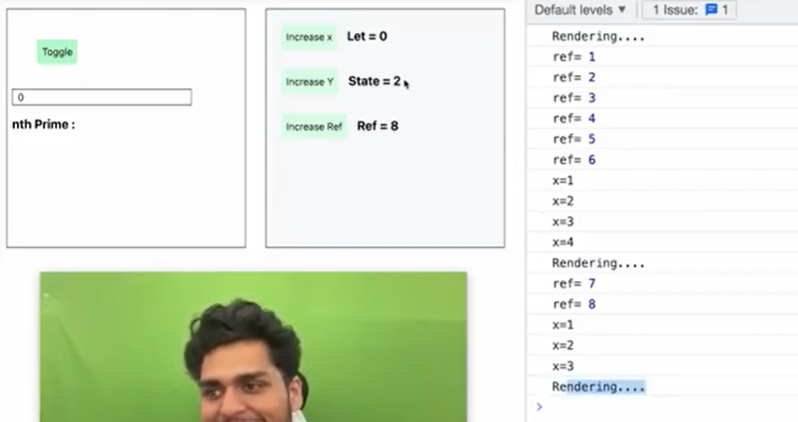 Toggle
0
nth Prime :
Increase x Let = 0
Increase Y State = 2
Increase Ref Ref = 8
Default levels ▼ 1 Issue: 1
Rendering....
ref= 1
ref= 2
ref= 3
ref= 4
ref= 5
ref= 6
x=1
x=2
x=3
x=4
Rendering....
ref= 7
ref= 8
x=1
x=2
x=3
Rendering....
>